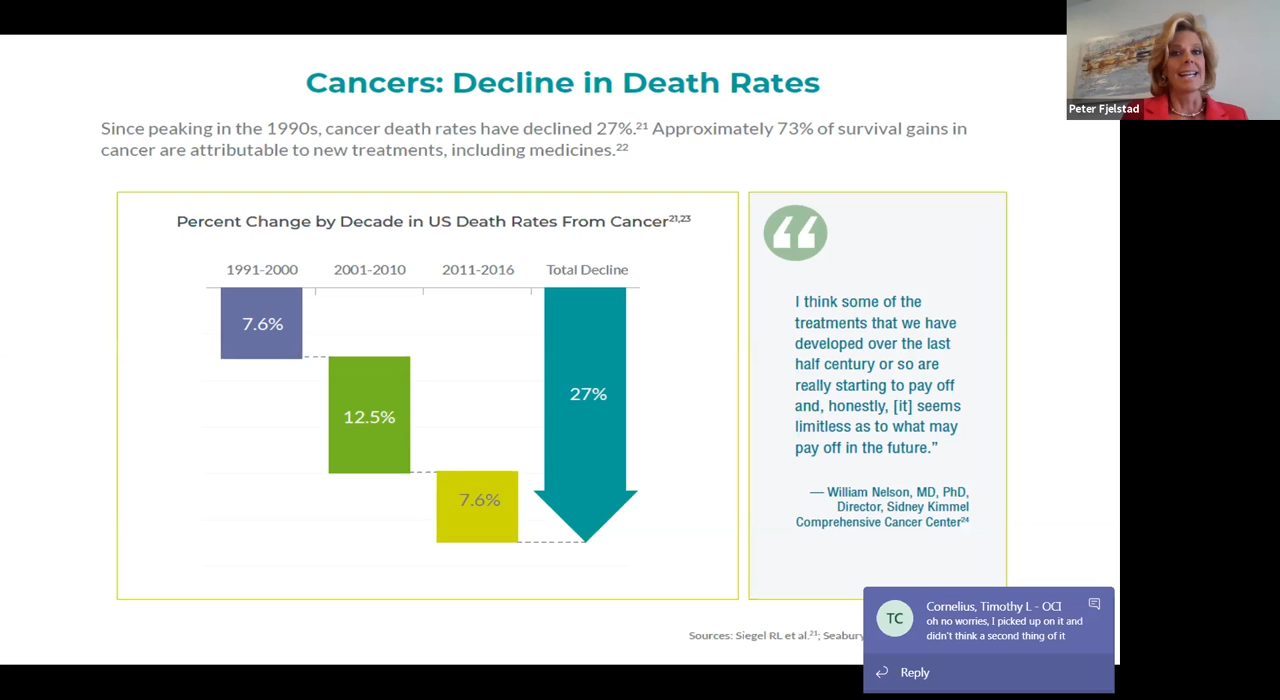 Cancers: Decline in Death Rates
Since peaking in the 1990s, cancer death rates have declined 27%.²¹ Approximately 73% of survival gains in
cancer are attributable to new treatments, including medicines.²²
Percent Change by Decade in US Death Rates From Cancer²¹,²³
1991-2000 2001-2010 2011-2016 Total Decline
7.6%
12.5%
7.6%
27%
“
I think some of the
treatments that we have
developed over the last
half century or so are
really starting to pay off
and, honestly, [it] seems
limitless as to what may
pay off in the future.”
— William Nelson, MD, PhD,
Director, Sidney Kimmel
Comprehensive Cancer Center²⁴
Sources: Siegel RL et al.²¹; Seabury
Peter Fjelstad
TC
Cornelius, Timothy L - OCI
oh no worries, I picked up on it and
didn't think a second thing of it
Reply